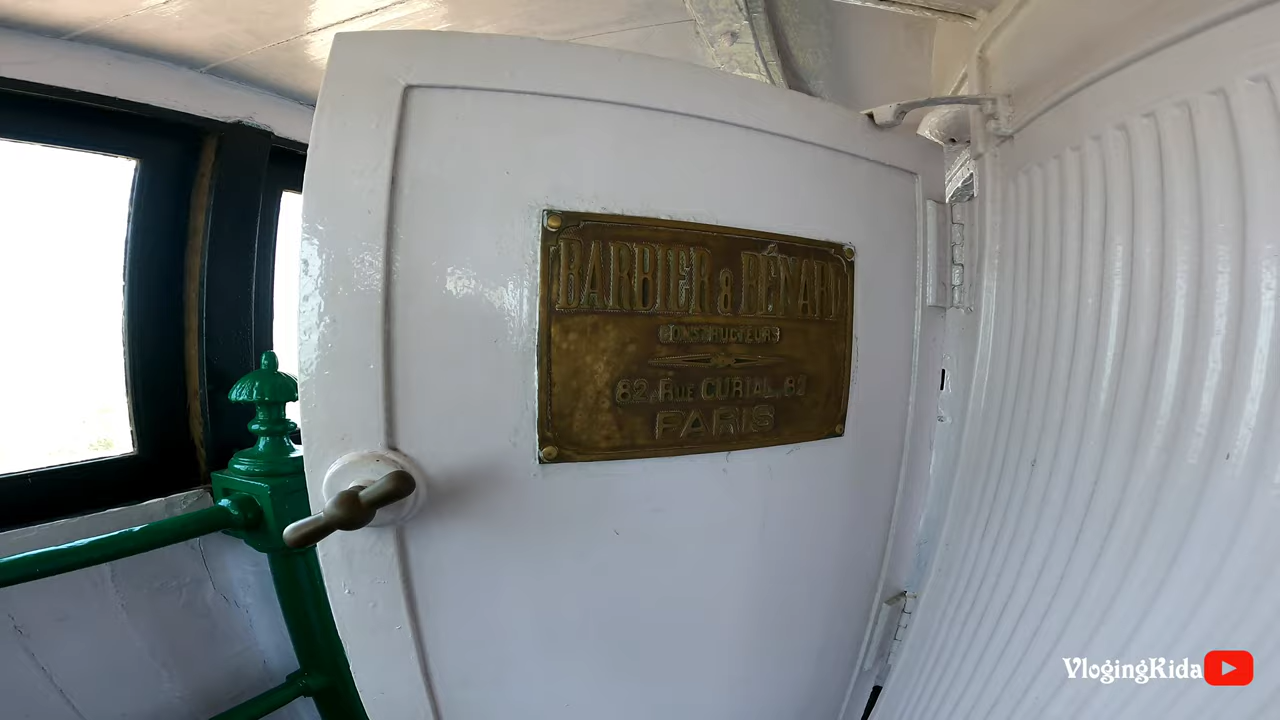 BARBIER & BÉNARD
CONSTRUCTEURS
82, RUE CURIAL, 82
PARIS
VlogingKida